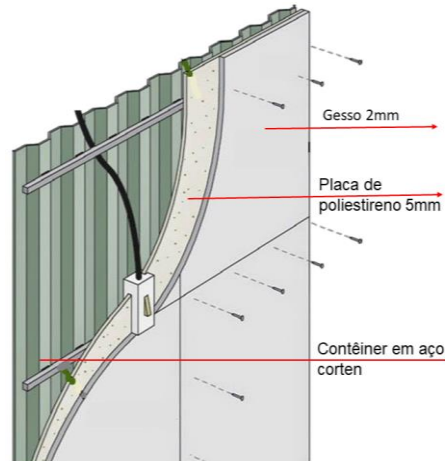 Gesso 2mm
Placa de
poliestireno 5mm
Contêiner em aço
corten